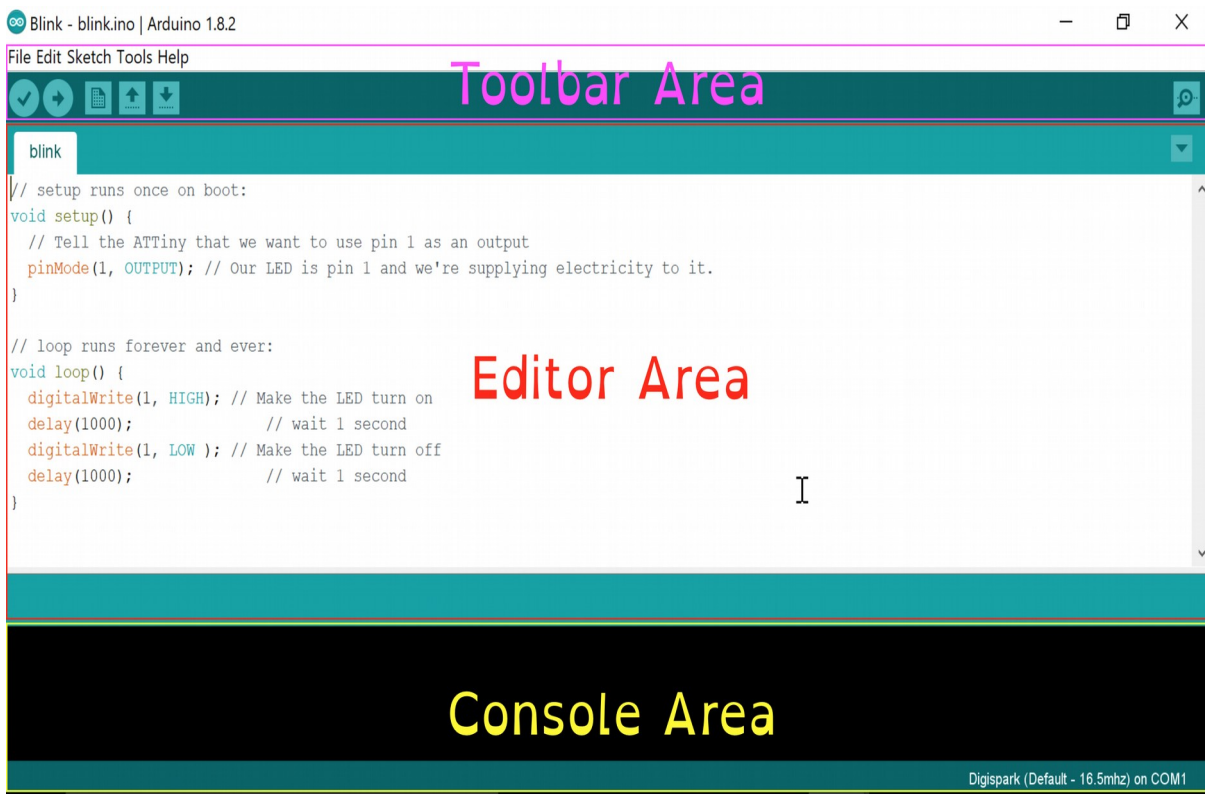 Blink - blink.ino | Arduino 1.8.2
File Edit Sketch Tools Help
Toolbar Area
blink
// setup runs once on boot:
void setup() {
  // Tell the ATTiny that we want to use pin 1 as an output
  pinMode(1, OUTPUT); // Our LED is pin 1 and we're supplying electricity to it.
}
// loop runs forever and ever:
void loop() {
  digitalWrite(1, HIGH); // Make the LED turn on
  delay(1000);               // wait 1 second
  digitalWrite(1, LOW ); // Make the LED turn off
  delay(1000);               // wait 1 second
}
Editor Area
Console Area
Digispark (Default - 16.5mhz) on COM1